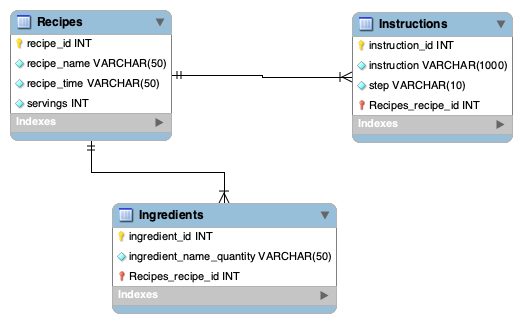 Recipes
recipe_id INT
recipe_name VARCHAR(50)
recipe_time VARCHAR(50)
servings INT
Indexes
Instructions
instruction_id INT
instruction VARCHAR(1000)
step VARCHAR(10)
Recipes_recipe_id INT
Indexes
Ingredients
ingredient_id INT
ingredient_name_quantity VARCHAR(50)
Recipes_recipe_id INT
Indexes